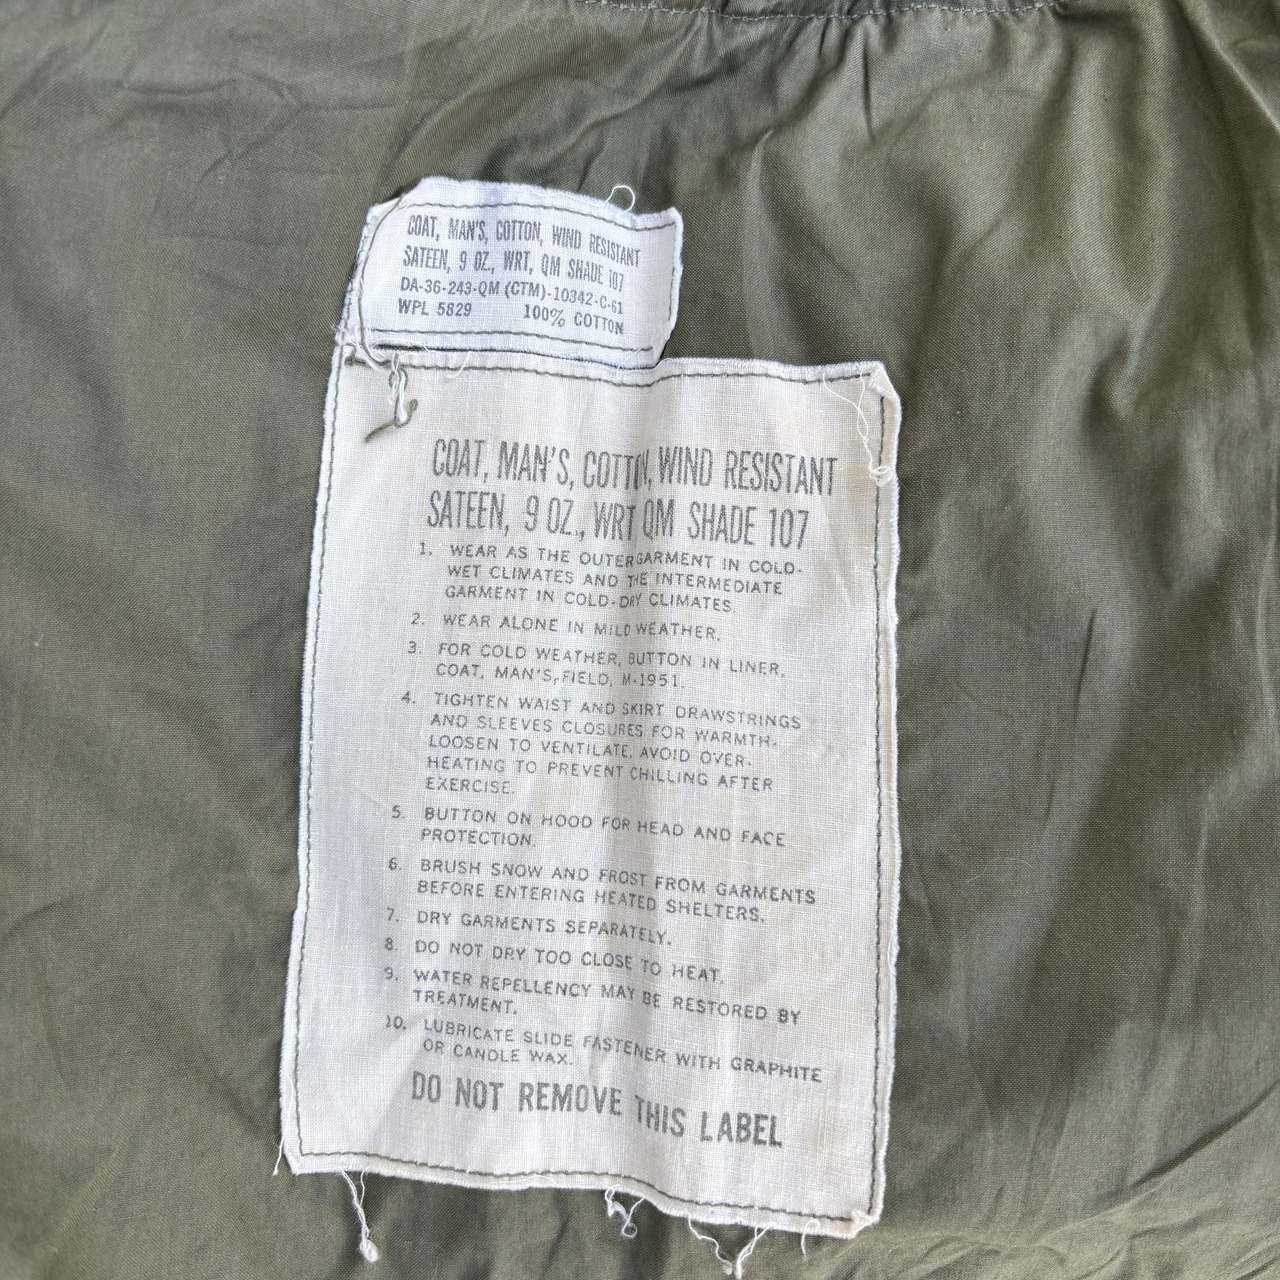 COAT, MAN'S, COTTON, WIND RESISTANT
SATEEN, 9 OZ., WRT, QM SHADE 107
DA-36-243-QM (CTM)-10342-C-61
WPL 5829 100% COTTON
COAT, MAN'S, COTTON, WIND RESISTANT
SATEEN, 9 OZ., WRT QM SHADE 107
1. WEAR AS THE OUTER GARMENT IN COLD-
WET CLIMATES AND THE INTERMEDIATE
GARMENT IN COLD-DRY CLIMATES.
2. WEAR ALONE IN MILD WEATHER.
3. FOR COLD WEATHER, BUTTON IN LINER,
COAT, MAN'S, FIELD, M-1951.
4. TIGHTEN WAIST AND SKIRT DRAWSTRINGS
AND SLEEVES CLOSURES FOR WARMTH.
LOOSEN TO VENTILATE. AVOID OVER-
HEATING TO PREVENT CHILLING AFTER
EXERCISE.
5. BUTTON ON HOOD FOR HEAD AND FACE
PROTECTION.
6. BRUSH SNOW AND FROST FROM GARMENTS
BEFORE ENTERING HEATED SHELTERS.
7. DRY GARMENTS SEPARATELY.
8. DO NOT DRY TOO CLOSE TO HEAT.
9. WATER REPELLENCY MAY BE RESTORED BY
TREATMENT.
10. LUBRICATE SLIDE FASTENER WITH GRAPHITE
OR CANDLE WAX.
DO NOT REMOVE THIS LABEL